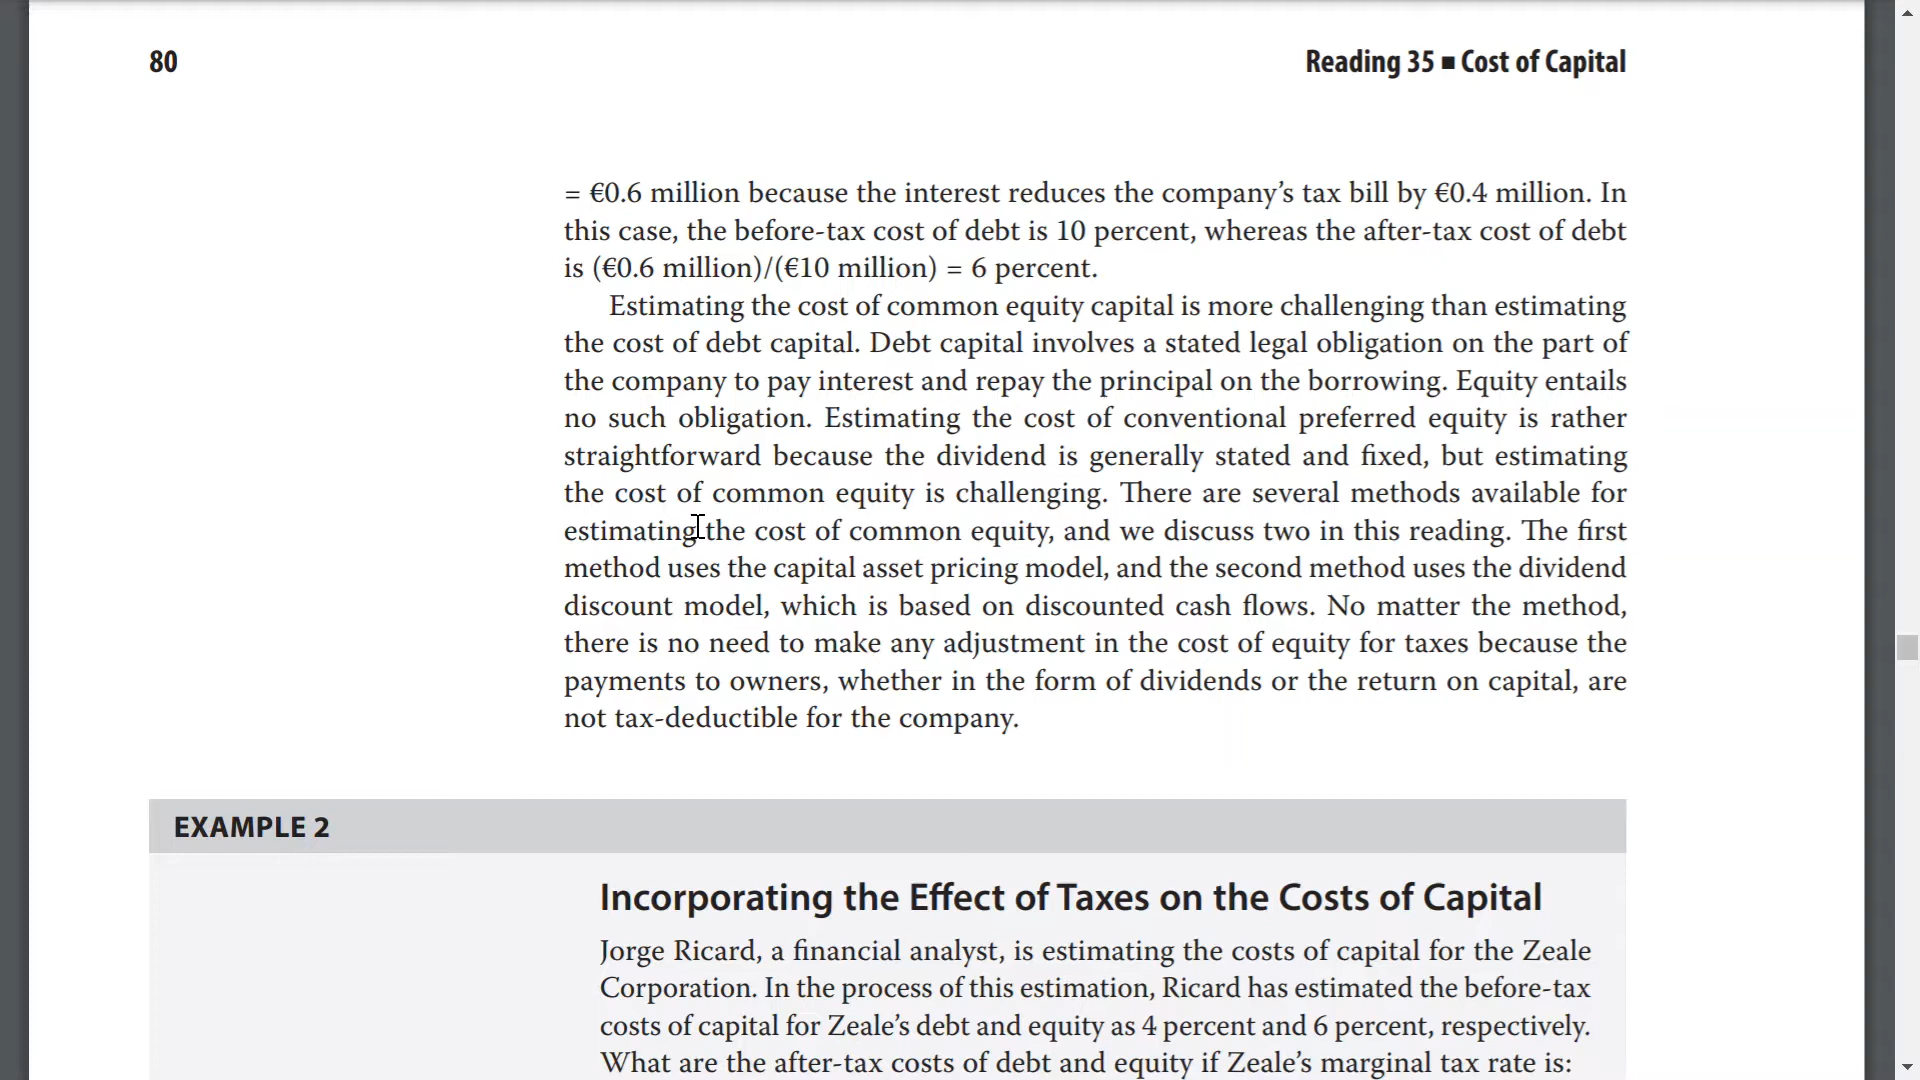 80
Reading 35 ■ Cost of Capital
= €0.6 million because the interest reduces the company’s tax bill by €0.4 million. In
this case, the before-tax cost of debt is 10 percent, whereas the after-tax cost of debt
is (€0.6 million)/(€10 million) = 6 percent.
Estimating the cost of common equity capital is more challenging than estimating
the cost of debt capital. Debt capital involves a stated legal obligation on the part of
the company to pay interest and repay the principal on the borrowing. Equity entails
no such obligation. Estimating the cost of conventional preferred equity is rather
straightforward because the dividend is generally stated and fixed, but estimating
the cost of common equity is challenging. There are several methods available for
estimating the cost of common equity, and we discuss two in this reading. The first
method uses the capital asset pricing model, and the second method uses the dividend
discount model, which is based on discounted cash flows. No matter the method,
there is no need to make any adjustment in the cost of equity for taxes because the
payments to owners, whether in the form of dividends or the return on capital, are
not tax-deductible for the company.
EXAMPLE 2
Incorporating the Effect of Taxes on the Costs of Capital
Jorge Ricard, a financial analyst, is estimating the costs of capital for the Zeale
Corporation. In the process of this estimation, Ricard has estimated the before-tax
costs of capital for Zeale’s debt and equity as 4 percent and 6 percent, respectively.
What are the after-tax costs of debt and equity if Zeale’s marginal tax rate is: